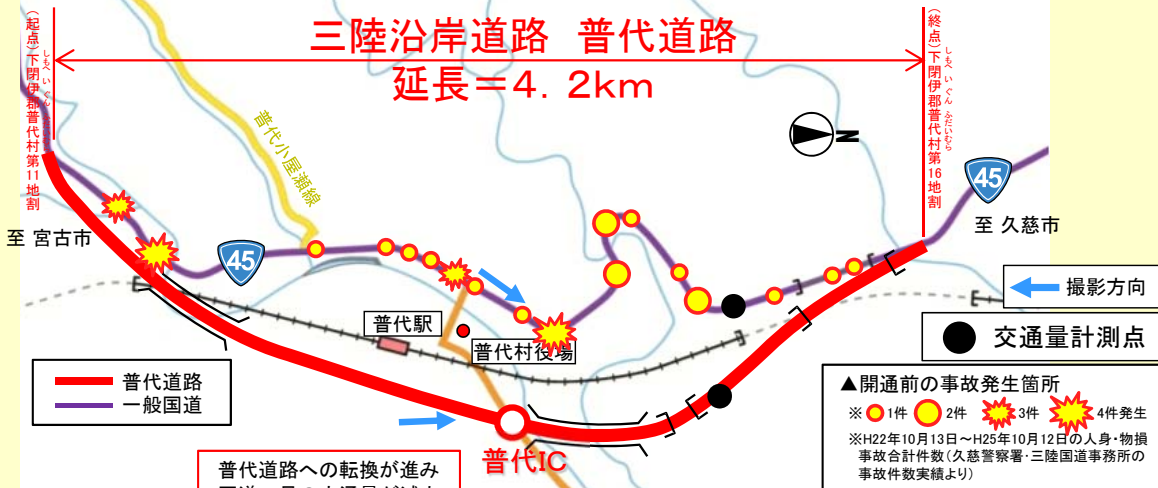 三陸沿岸道路 普代道路
延長＝4．2km
（起点）下閉伊郡普代村第11地割
しもへいぐんふだいむら
（終点）下閉伊郡普代村第16地割
しもへいぐんふだいむら
普代小屋瀬線
N
45
至 久慈市
至 宮古市
45
撮影方向
交通量計測点
普代駅
普代村役場
普代道路
一般国道
普代IC
▲開通前の事故発生箇所
※ 1件 2件 3件 4件発生
※H22年10月13日～H25年10月12日の人身・物損
事故合計件数（久慈警察署・三陸国道事務所の
事故件数実績より）
普代道路への転換が進み